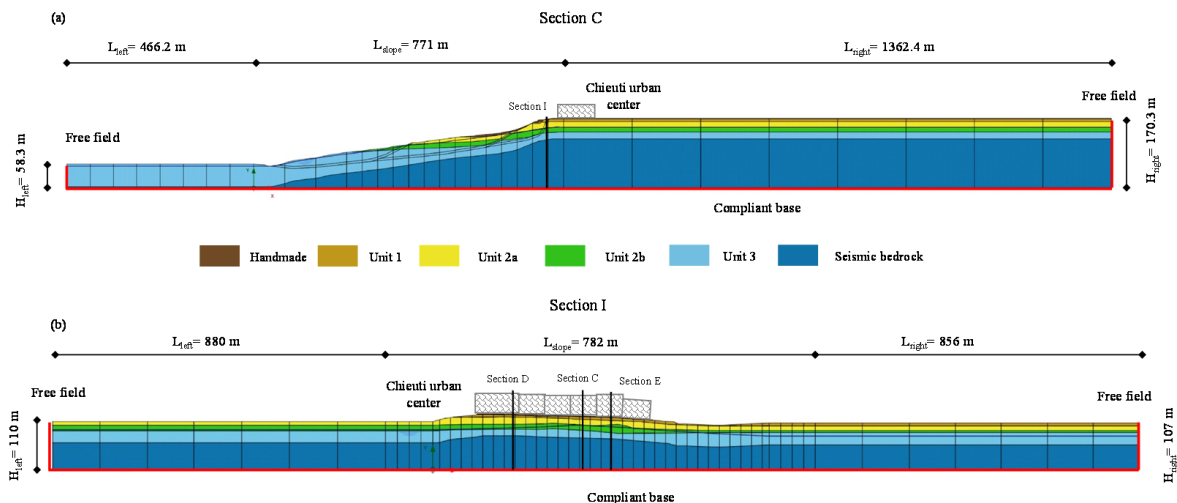 (a)
Section C
L_left= 466.2 m
L_slope= 771 m
L_right= 1362.4 m
Chieuti urban
center
Section I
Free field
Free field
H_left= 58.3 m
H_right= 170.3 m
Y
X
Compliant base
Handmade
Unit 1
Unit 2a
Unit 2b
Unit 3
Seismic bedrock
Section I
(b)
L_left= 880 m
L_slope= 782 m
L_right= 856 m
Section D
Section C
Section E
Chieuti urban
center
Free field
Free field
H_left= 110 m
H_right= 107 m
Compliant base